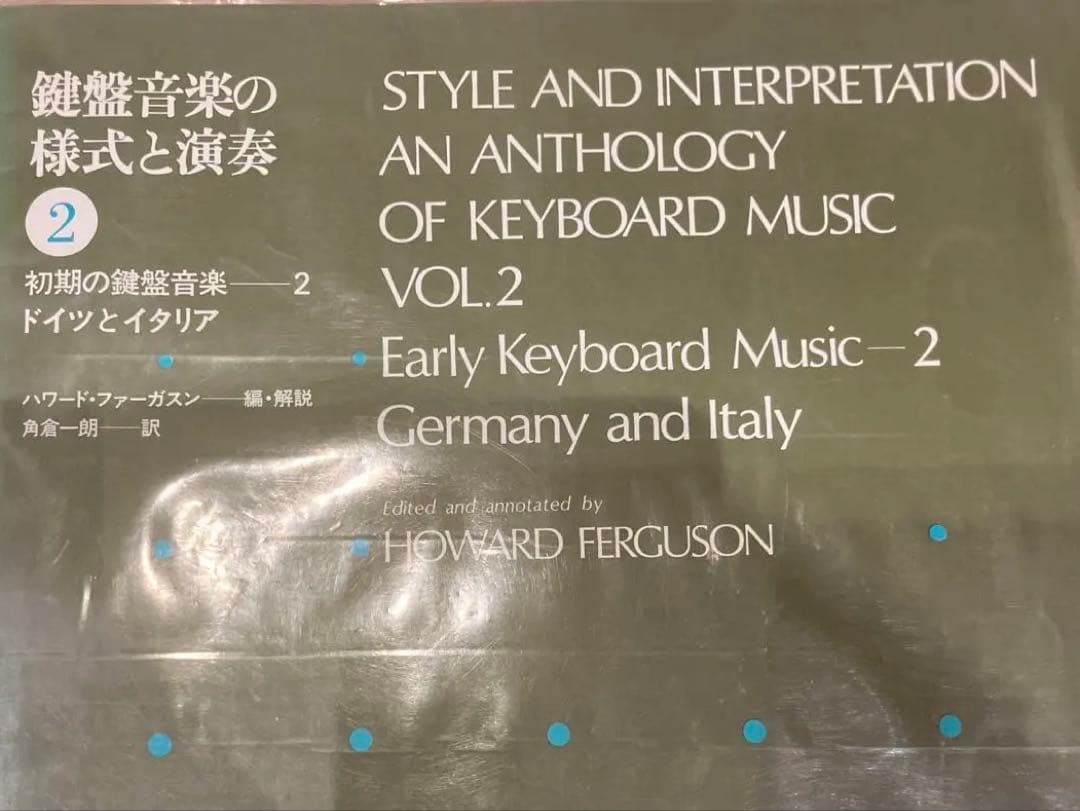 鍵盤音楽の
様式と演奏
2
初期の鍵盤音楽――2
ドイツとイタリア
ハワード・ファーガスン――編・解説
角倉一朗――訳
STYLE AND INTERPRETATION
AN ANTHOLOGY
OF KEYBOARD MUSIC
VOL.2
Early Keyboard Music—2
Germany and Italy
Edited and annotated by
HOWARD FERGUSON